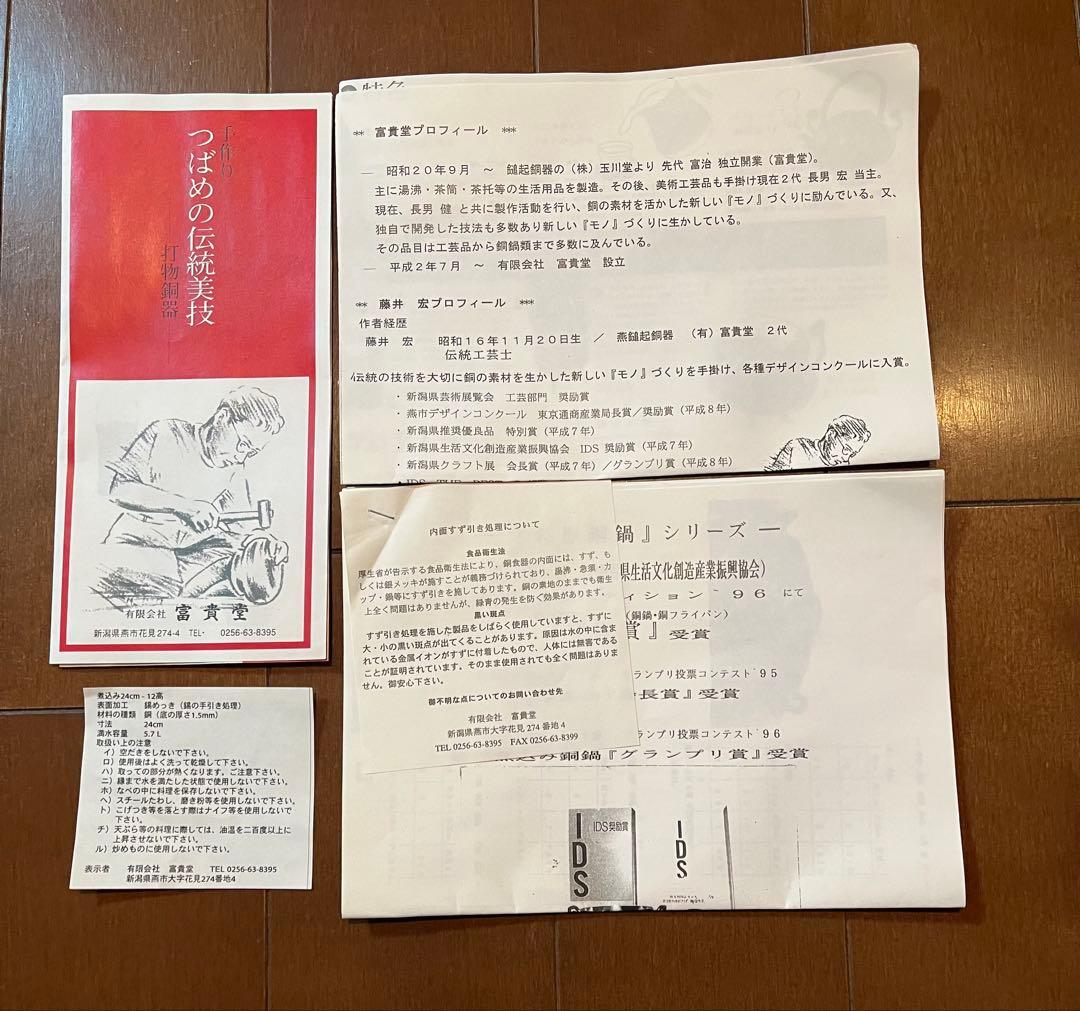 手作り
つばめの伝統美技
打物銅器
有限会社 富貴堂
新潟県燕市花見274-4 TEL・ 0256-63-8395
** 富貴堂プロフィール ***
― 昭和20年9月 ~ 鎚起銅器の(株)玉川堂より 先代 富治 独立開業(富貴堂)。
主に湯沸・茶筒・茶托等の生活用品を製造。その後、美術工芸品も手掛け現在2代 長男 宏 当主。
現在、長男 健 と共に製作活動を行い、銅の素材を活かした新しい『モノ』づくりに励んでいる。又、
独自で開発した技法も多数あり新しい『モノ』づくりに生かしている。
その品目は工芸品から銅鍋類まで多数に及んでいる。
― 平成2年7月 ~ 有限会社 富貴堂 設立
** 藤井 宏プロフィール ***
作者経歴
藤井 宏 昭和16年11月20日生 / 燕鎚起銅器 (有)富貴堂 2代
伝統工芸士
伝統の技術を大切に銅の素材を生かした新しい『モノ』づくりを手掛け、各種デザインコンクールに入賞。
・新潟県芸術展覧会 工芸部門 奨励賞
・燕市デザインコンクール 東京通商産業局長賞/奨励賞(平成8年)
・新潟県推奨優良品 特別賞(平成7年)
・新潟県生活文化創造産業振興協会 IDS 奨励賞(平成7年)
・新潟県クラフト展 会長賞(平成7年)/グランプリ賞(平成8年)
内面すず引き処理について
食品衛生法
厚生省が告示する食品衛生法により、銅食器の内面には、すず、も
しくは銀メッキが施すことが義務づけられており、湯沸・急須・カ
ップ・鍋等にすず引きを施してあります。銅の素地のままでも衛生
上全く問題はありませんが、緑青の発生を防ぐ効果があります。
黒い斑点
すず引き処理を施した製品をしばらく使用していますと、すずに
大・小の黒い斑点が出てくることがあります。原因は水の中に含ま
れている金属イオンがすずに付着したもので、人体には無害である
ことが証明されています。そのまま使用されても全く問題はありま
せん。御安心下さい。
御不明な点についてのお問い合わせ先
有限会社 富貴堂
新潟県燕市大字花見 274 番地 4
TEL 0256-63-8395 FAX 0256-63-8399
鍋』シリーズ―
県生活文化創造産業振興協会)
ィション`96 にて
(銅鍋・銅フライパン)
賞』受賞
ランプリ投票コンテスト`95
長賞』受賞
ランプリ投票コンテスト`96
込み銅鍋『グランプリ賞』受賞
IDS
IDS奨励賞
IDS
煮込み24cm - 12高
表面加工 錫めっき(錫の手引き処理)
材料の種類 銅(底の厚さ1.5mm)
寸法 24cm
満水容量 5.7 L
取扱い上の注意
イ)空だきをしないで下さい。
ロ)使用後はよく洗って乾燥して下さい。
ハ)取っての部分が熱くなります。ご注意下さい。
ニ)縁まで水を満たした状態で使用しないで下さい。
ホ)なべの中に料理を保存しないで下さい。
ヘ)スチールたわし、磨き粉等を使用しないで下さい。
ト)こげつき等を落とす際はナイフ等を使用しないで
下さい。
チ)天ぷら等の料理に際しては、油温を二百度以上に
上昇させないで下さい。
ル)炒めものに使用しないで下さい。
表示者 有限会社 富貴堂 TEL 0256-63-8395
新潟県燕市大字花見274番地4